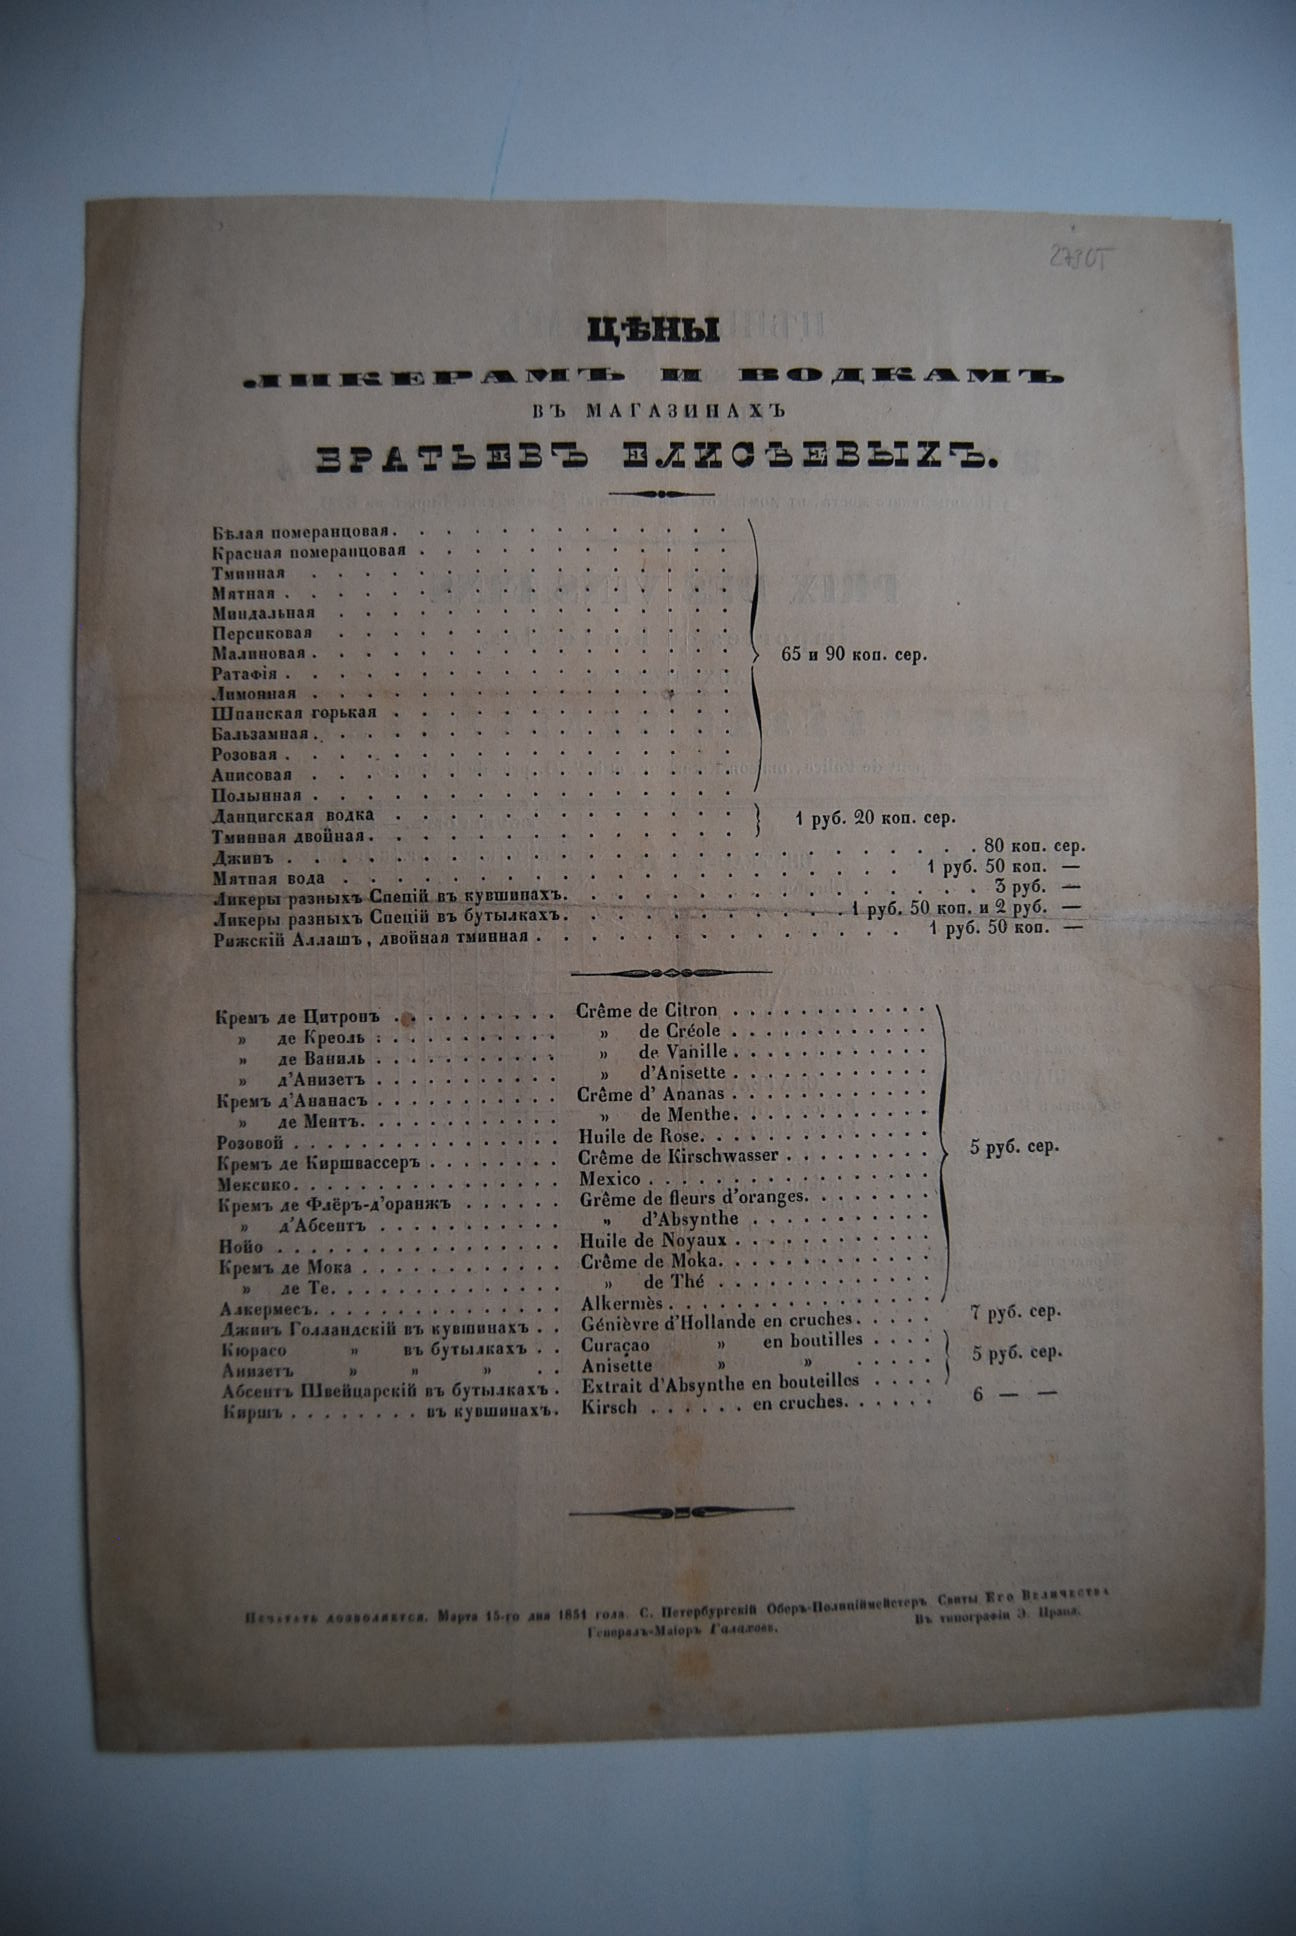 2730T
ЦѢНЫ
ЛИКЕРАМЪ И ВОДКАМЪ
ВЪ МАГАЗИНАХЪ
БРАТЬЕВЪ ЕЛИСѢЕВЫХЪ.
Бѣлая померанцовая.
Красная померанцовая
Тминная
Мятная
Миндальная
Персиковая
Малиновая
65 и 90 коп. сер.
Ратафія
Лимонная
Шпанская горькая
Бальзамная
Розовая
Анисовая
Полынная
Данцигская водка
Тминная двойная
1 руб. 20 коп. сер.
Джинъ 80 коп. сер.
Мятная вода 1 руб. 50 коп. —
Ликеры разныхъ Спецій въ кувшинахъ. 3 руб. —
Ликеры разныхъ Спецій въ бутылкахъ. 1 руб. 50 коп. и 2 руб. —
Рижскій Аллашъ, двойная тминная 1 руб. 50 коп. —
Кремъ де Цитронъ Crême de Citron
» де Креоль » de Créole
» де Ваниль » de Vanille
» д'Анизетъ » d'Anisette
Кремъ д'Ананасъ Crême d' Ananas
» де Ментъ. » de Menthe.
Розовой Huile de Rose. 5 руб. сер.
Кремъ де Киршвассеръ Crême de Kirschwasser
Мексико. Mexico
Кремъ де Флёръ-д'оранжъ Grême de fleurs d'oranges.
» д'Абсентъ » d'Absynthe
Нойо Huile de Noyaux
Кремъ де Мока Crême de Moka.
» де Те. » de Thé
Алкермесъ. Alkermès
Джинъ Голландскій въ кувшинахъ Génièvre d'Hollande en cruches. 7 руб. сер.
Кюрасо » въ бутылкахъ Curaçao » en boutilles
Анизетъ » » » Anisette » » 5 руб. сер.
Абсентъ Швейцарскій въ бутылкахъ Extrait d'Absynthe en bouteilles
Киршъ въ кувшинахъ. Kirsch en cruches. 6 — —
ПЕЧАТАТЬ ДОЗВОЛЯЕТСЯ. Марта 15-го дня 1851 года. С. Петербургскій Оберъ-Полиціймейстеръ Свиты ЕГО ВЕЛИЧЕСТВА
Генералъ-Маіоръ Галаховъ.
Въ типографіи Э. Праца.